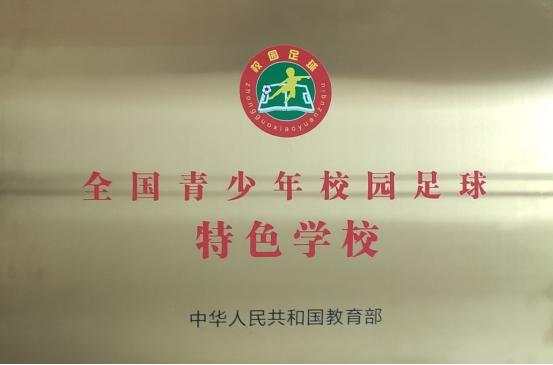 校园足球
zhongguoxiaoyuanzuqiu
全国青少年校园足球
特色学校
中华人民共和国教育部